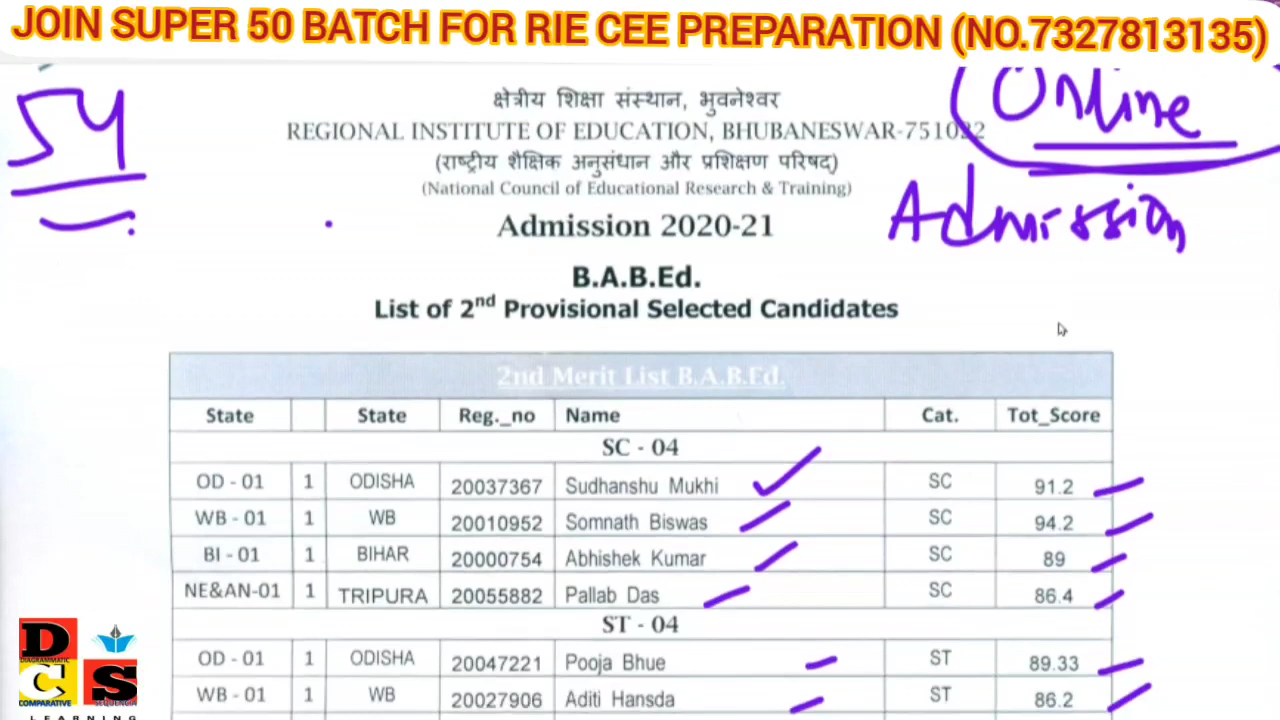 JOIN SUPER 50 BATCH FOR RIE CEE PREPARATION (NO.7327813135)
54
Online
Admission
क्षेत्रीय शिक्षा संस्थान, भुवनेश्वर
REGIONAL INSTITUTE OF EDUCATION, BHUBANESWAR-751022
(राष्ट्रीय शैक्षिक अनुसंधान और प्रशिक्षण परिषद)
(National Council of Educational Research & Training)
Admission 2020-21
B.A.B.Ed.
List of 2nd Provisional Selected Candidates
2nd Merit List B.A.B.Ed.
State State Reg._no Name Cat. Tot_Score
SC - 04
OD - 01 1 ODISHA 20037367 Sudhanshu Mukhi SC 91.2
WB - 01 1 WB 20010952 Somnath Biswas SC 94.2
BI - 01 1 BIHAR 20000754 Abhishek Kumar SC 89
NE&AN-01 1 TRIPURA 20055882 Pallab Das SC 86.4
ST - 04
OD - 01 1 ODISHA 20047221 Pooja Bhue ST 89.33
WB - 01 1 WB 20027906 Aditi Hansda ST 86.2
D
DIAGRAMMATIC
C S
COMPARATIVE SEQUENCIA
LEARNING